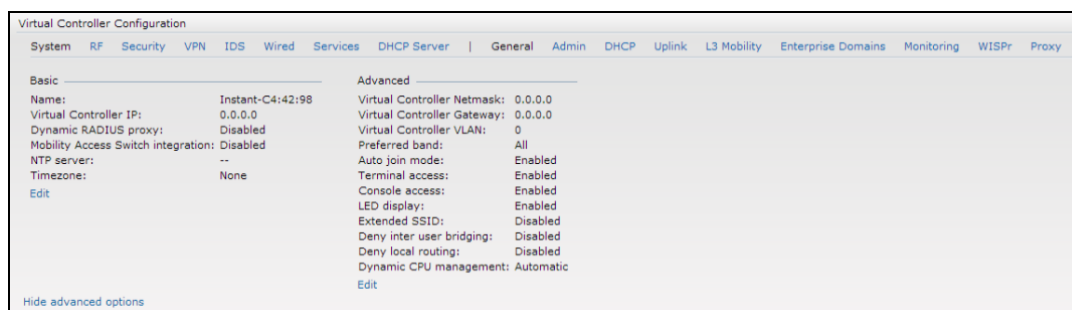 Virtual Controller Configuration
System RF Security VPN IDS Wired Services DHCP Server | General Admin DHCP Uplink L3 Mobility Enterprise Domains Monitoring WISPr Proxy
Basic
Name: Instant-C4:42:98
Virtual Controller IP: 0.0.0.0
Dynamic RADIUS proxy: Disabled
Mobility Access Switch integration: Disabled
NTP server: --
Timezone: None
Edit
Advanced
Virtual Controller Netmask: 0.0.0.0
Virtual Controller Gateway: 0.0.0.0
Virtual Controller VLAN: 0
Preferred band: All
Auto join mode: Enabled
Terminal access: Enabled
Console access: Enabled
LED display: Enabled
Extended SSID: Disabled
Deny inter user bridging: Disabled
Deny local routing: Disabled
Dynamic CPU management: Automatic
Edit
Hide advanced options